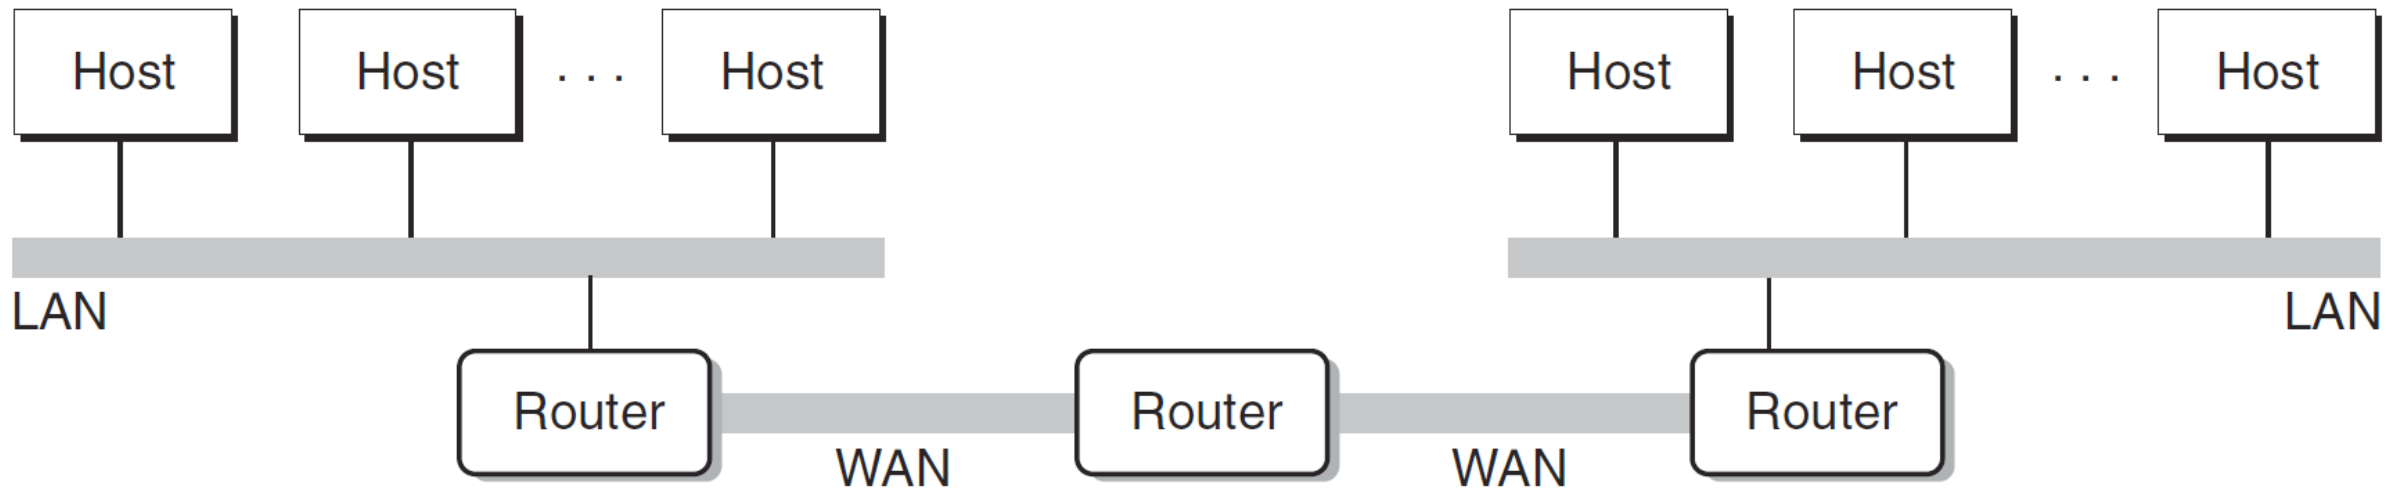 Host Host . . . Host Host Host . . . Host
LAN LAN
Router Router Router
WAN WAN